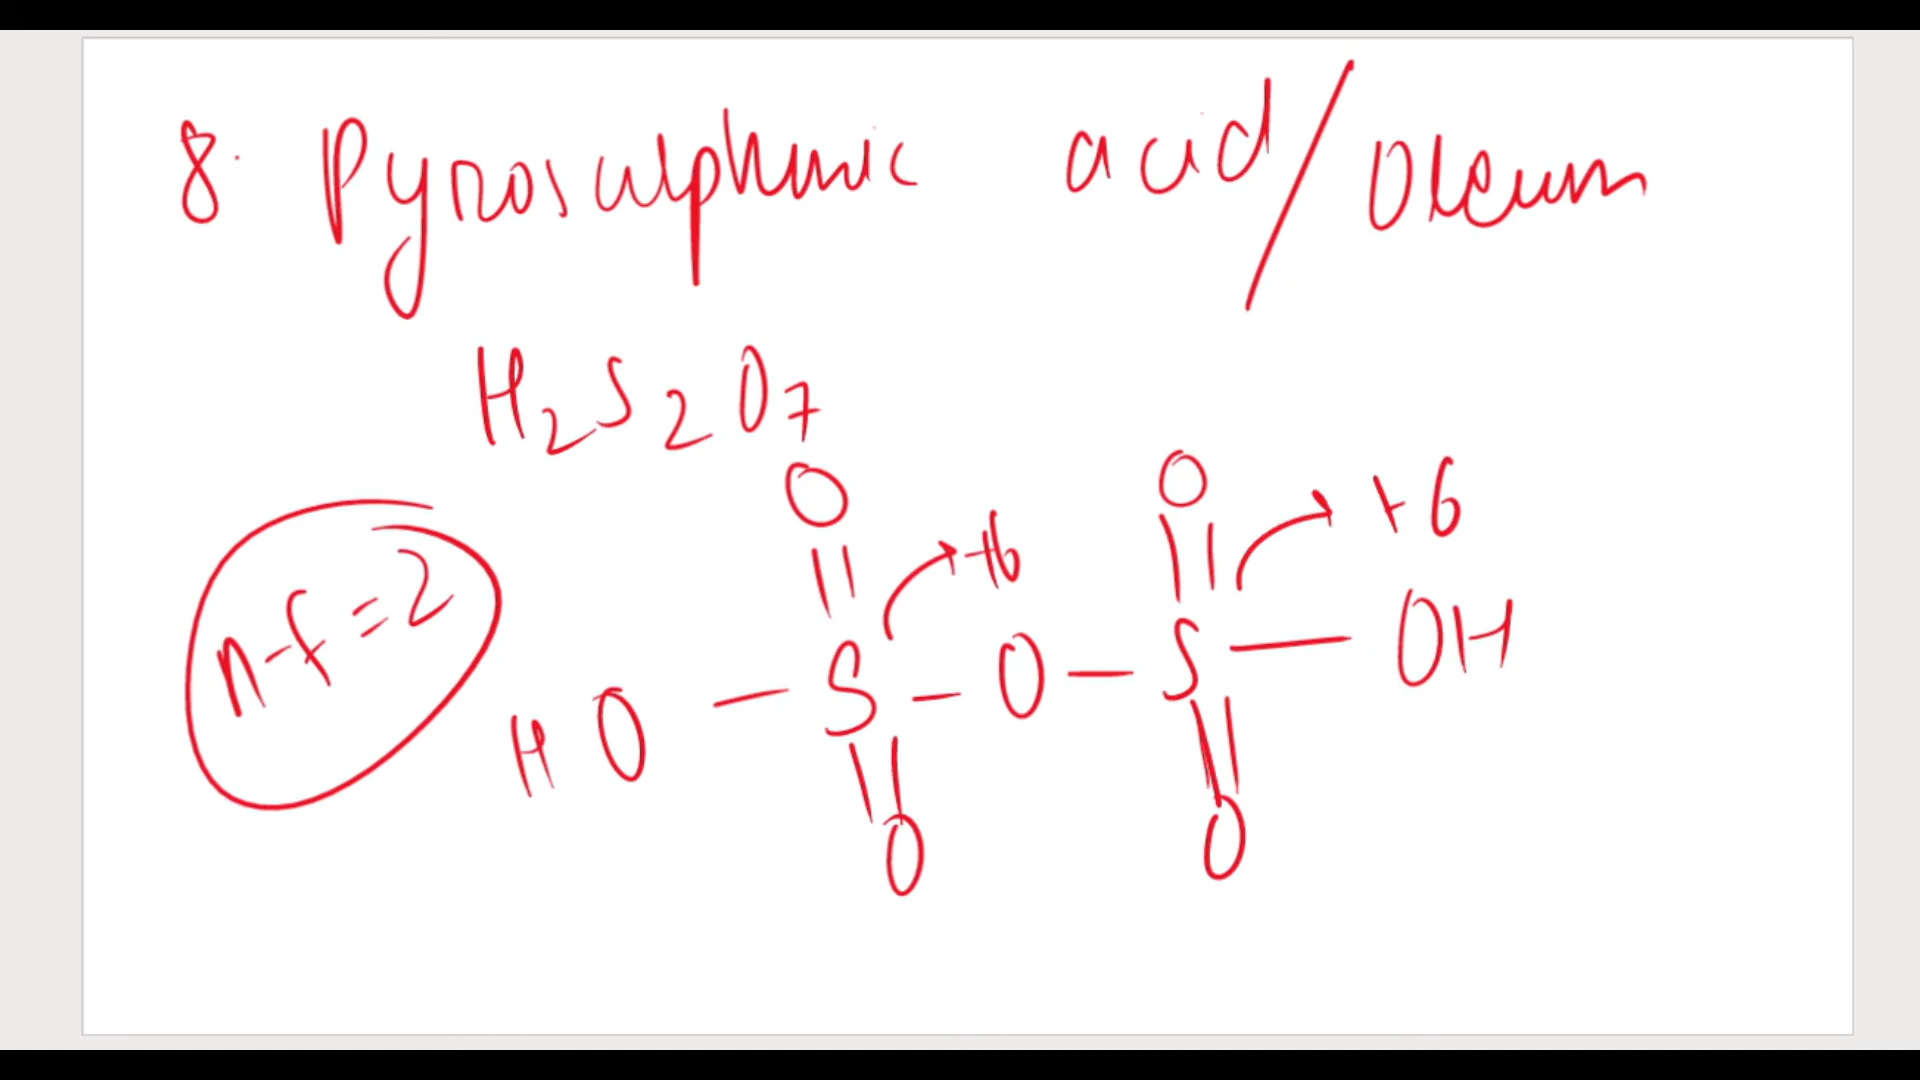 8. Pyrosulphuric acid/Oleum
H2S2O7
O O
+6 +6
n-f=2
HO - S - O - S - OH
O O